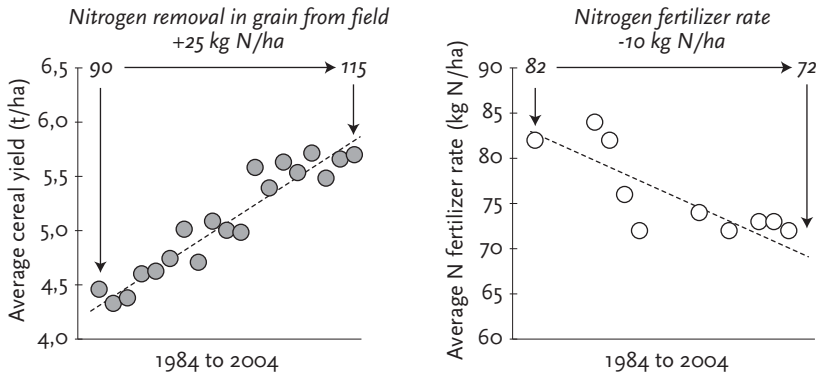 Nitrogen removal in grain from field
+25 kg N/ha
90
115
Average cereal yield (t/ha)
6,5
6,0
5,5
5,0
4,5
4,0
1984 to 2004
Nitrogen fertilizer rate
-10 kg N/ha
82
72
Average N fertilizer rate (kg N/ha)
90
85
80
75
70
65
60
1984 to 2004